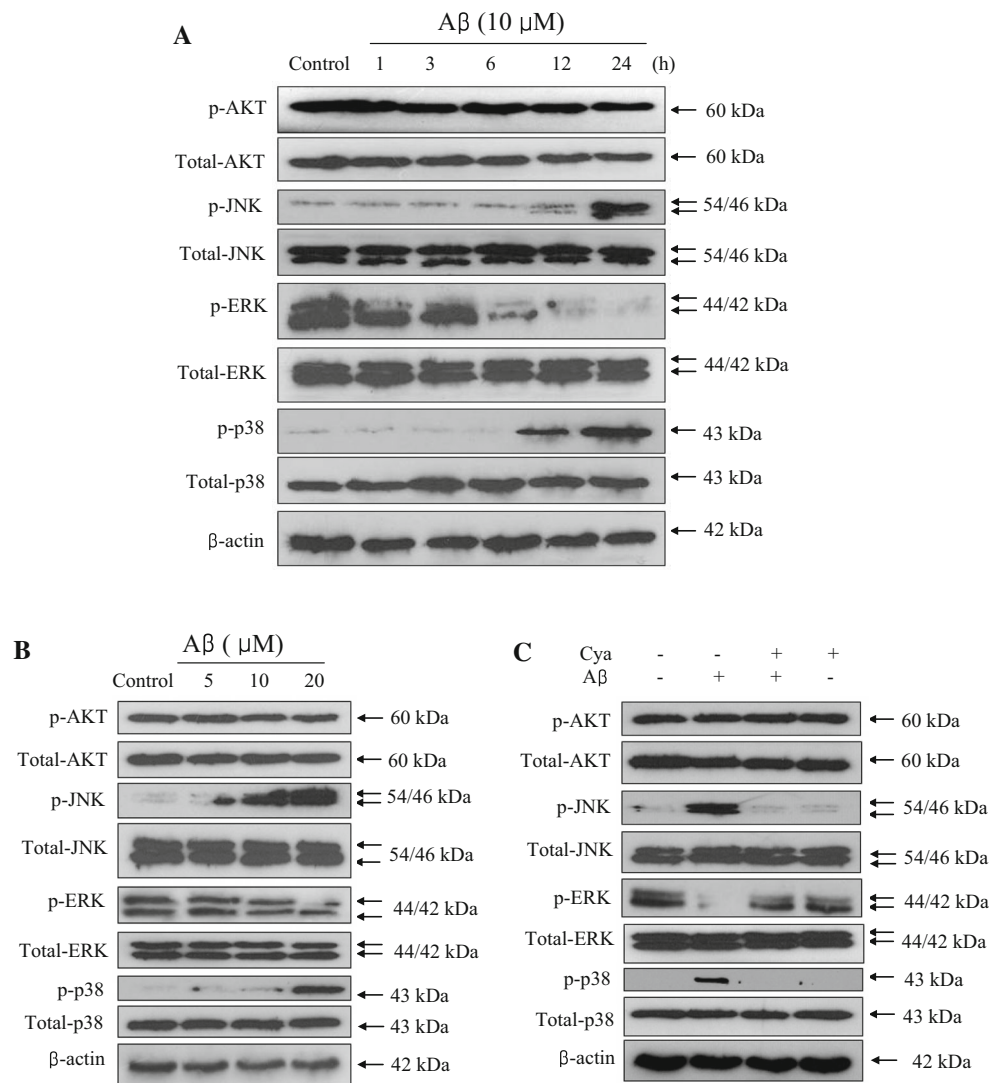 A
Aβ (10 μM)
Control 1 3 6 12 24 (h)
p-AKT 60 kDa
Total-AKT 60 kDa
p-JNK 54/46 kDa
Total-JNK 54/46 kDa
p-ERK 44/42 kDa
Total-ERK 44/42 kDa
p-p38 43 kDa
Total-p38 43 kDa
β-actin 42 kDa
B
Aβ ( μM)
Control 5 10 20
p-AKT 60 kDa
Total-AKT 60 kDa
p-JNK 54/46 kDa
Total-JNK 54/46 kDa
p-ERK 44/42 kDa
Total-ERK 44/42 kDa
p-p38 43 kDa
Total-p38 43 kDa
β-actin 42 kDa
C
Cya - - + +
Aβ - + + -
p-AKT 60 kDa
Total-AKT 60 kDa
p-JNK 54/46 kDa
Total-JNK 54/46 kDa
p-ERK 44/42 kDa
Total-ERK 44/42 kDa
p-p38 43 kDa
Total-p38 43 kDa
β-actin 42 kDa